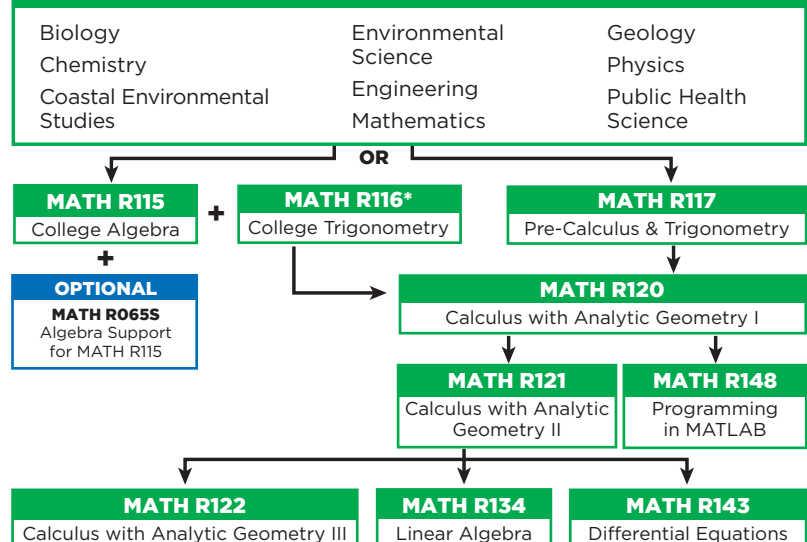 Biology
Chemistry
Coastal Environmental
Studies
Environmental
Science
Engineering
Mathematics
Geology
Physics
Public Health
Science
OR
MATH R115
College Algebra
+
MATH R116*
College Trigonometry
MATH R117
Pre-Calculus & Trigonometry
+
OPTIONAL
MATH R065S
Algebra Support
for MATH R115
MATH R120
Calculus with Analytic Geometry I
MATH R121
Calculus with Analytic
Geometry II
MATH R148
Programming
in MATLAB
MATH R122
Calculus with Analytic Geometry III
MATH R134
Linear Algebra
MATH R143
Differential Equations